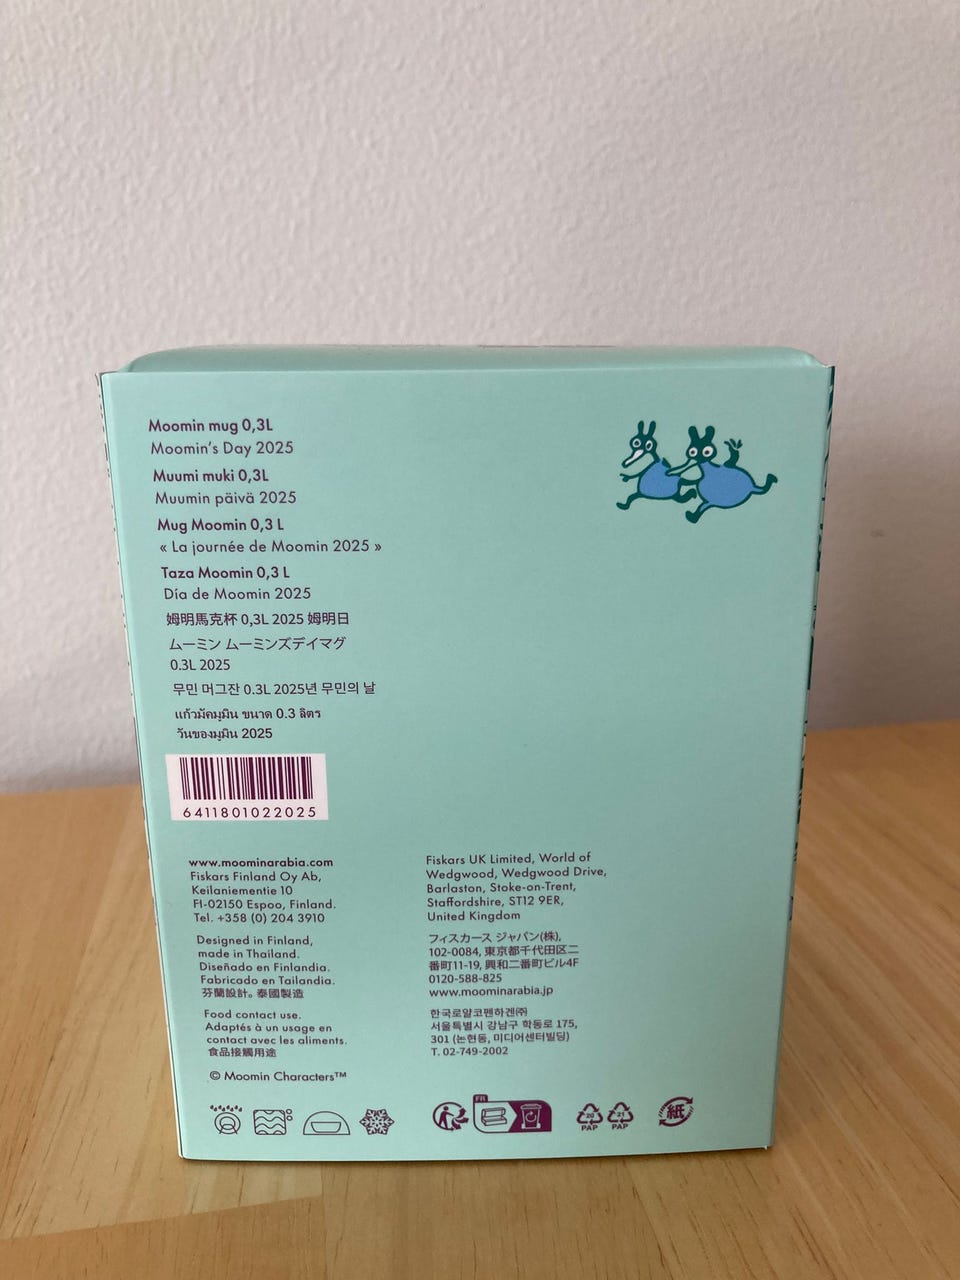 Moomin mug 0,3L
Moomin's Day 2025
Muumi muki 0,3L
Muumin päivä 2025
Mug Moomin 0,3 L
« La journée de Moomin 2025 »
Taza Moomin 0,3 L
Día de Moomin 2025
姆明馬克杯 0,3L 2025 姆明日
ムーミン ムーミンズデイマグ
0.3L 2025
무민 머그잔 0.3L 2025년 무민의 날
แก้วมัคมูมิน ขนาด 0.3 ลิตร
วันของมูมิน 2025
6411801022025
www.moominarabia.com
Fiskars Finland Oy Ab,
Keilaniementie 10
FI-02150 Espoo, Finland.
Tel. +358 (0) 204 3910
Designed in Finland,
made in Thailand.
Diseñado en Finlandia.
Fabricado en Tailandia.
芬蘭設計。泰國製造
Food contact use.
Adaptés à un usage en
contact avec les aliments.
食品接觸用途
© Moomin Characters™
Fiskars UK Limited, World of
Wedgwood, Wedgwood Drive,
Barlaston, Stoke-on-Trent,
Staffordshire, ST12 9ER,
United Kingdom
フィスカース ジャパン(株),
102-0084, 東京都千代田区二
番町11-19, 興和二番町ビル4F
0120-588-825
www.moominarabia.jp
한국로얄코펜하겐㈜
서울특별시 강남구 학동로 175,
301 (논현동, 미디어센터빌딩)
T. 02-749-2002
FR
20
PAP
21
PAP
紙